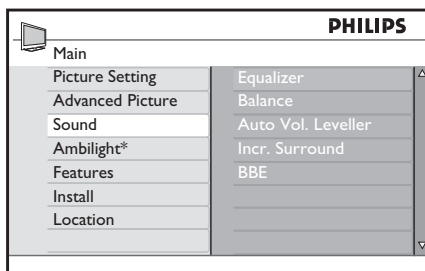 PHILIPS
Main
Picture Setting
Advanced Picture
Sound
Ambilight*
Features
Install
Location
Equalizer
Balance
Auto Vol. Leveller
Incr. Surround
BBE